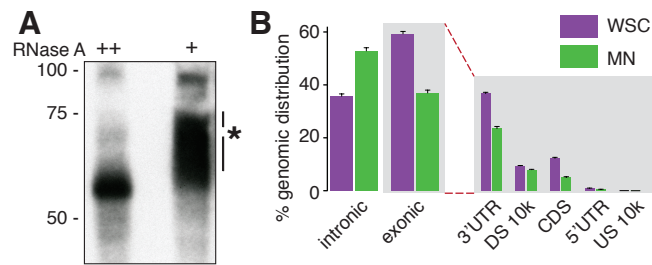 A
RNase A ++ +
100 -
75 -
*
50 -
B
WSC
MN
% genomic distribution
60
40
20
0
intronic
exonic
3'UTR
DS 10k
CDS
5'UTR
US 10k